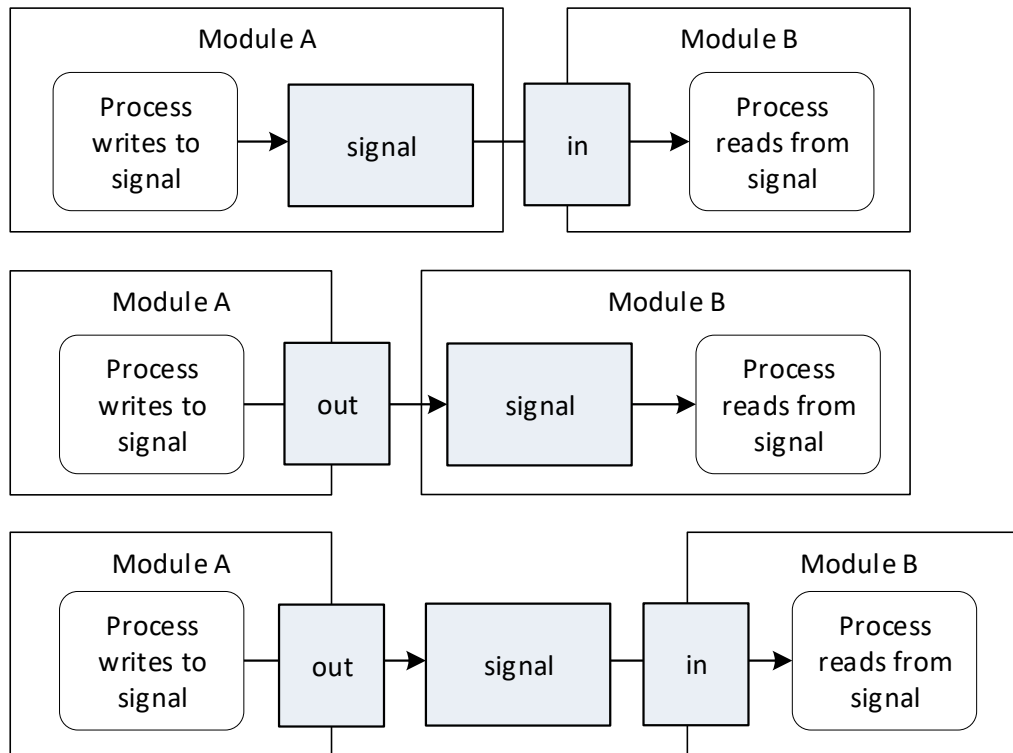 Module A
Module B
Process
writes to
signal
signal
in
Process
reads from
signal
Module A
Module B
Process
writes to
signal
out
signal
Process
reads from
signal
Module A
Module B
Process
writes to
signal
out
signal
in
Process
reads from
signal